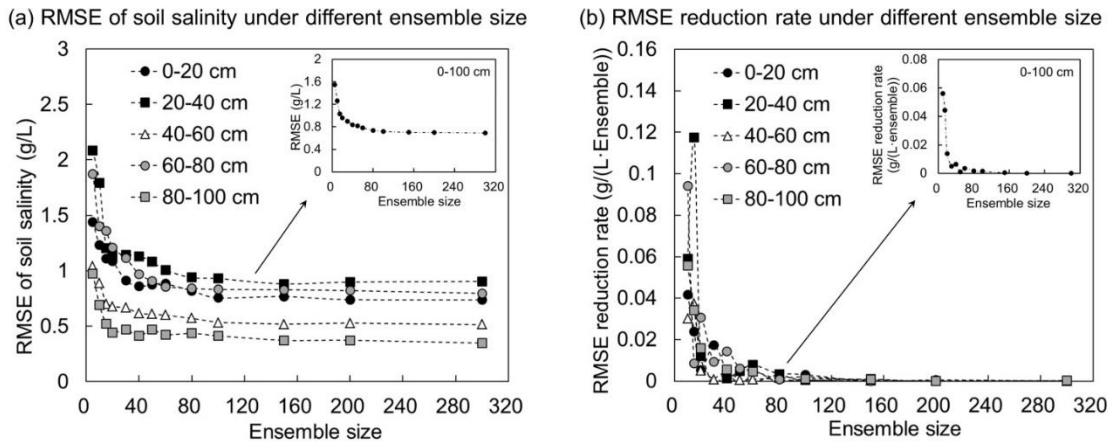 (a) RMSE of soil salinity under different ensemble size
3
2.5
2
1.5
1
0.5
0
RMSE of soil salinity (g/L)
0-20 cm
20-40 cm
40-60 cm
60-80 cm
80-100 cm
0 40 80 120 160 200 240 280 320
Ensemble size
0-100 cm
2
1.6
1.2
0.8
0.4
0
RMSE (g/L)
0 80 160 240 320
Ensemble size
(b) RMSE reduction rate under different ensemble size
0.16
0.14
0.12
0.10
0.08
0.06
0.04
0.02
0.00
RMSE reduction rate (g/(L·Ensemble))
0-20 cm
20-40 cm
40-60 cm
60-80 cm
80-100 cm
0 40 80 120 160 200 240 280 320
Ensemble size
0-100 cm
0.08
0.06
0.04
0.02
0
RMSE reduction rate
(g/(L·ensemble))
0 80 160 240 320
Ensemble size